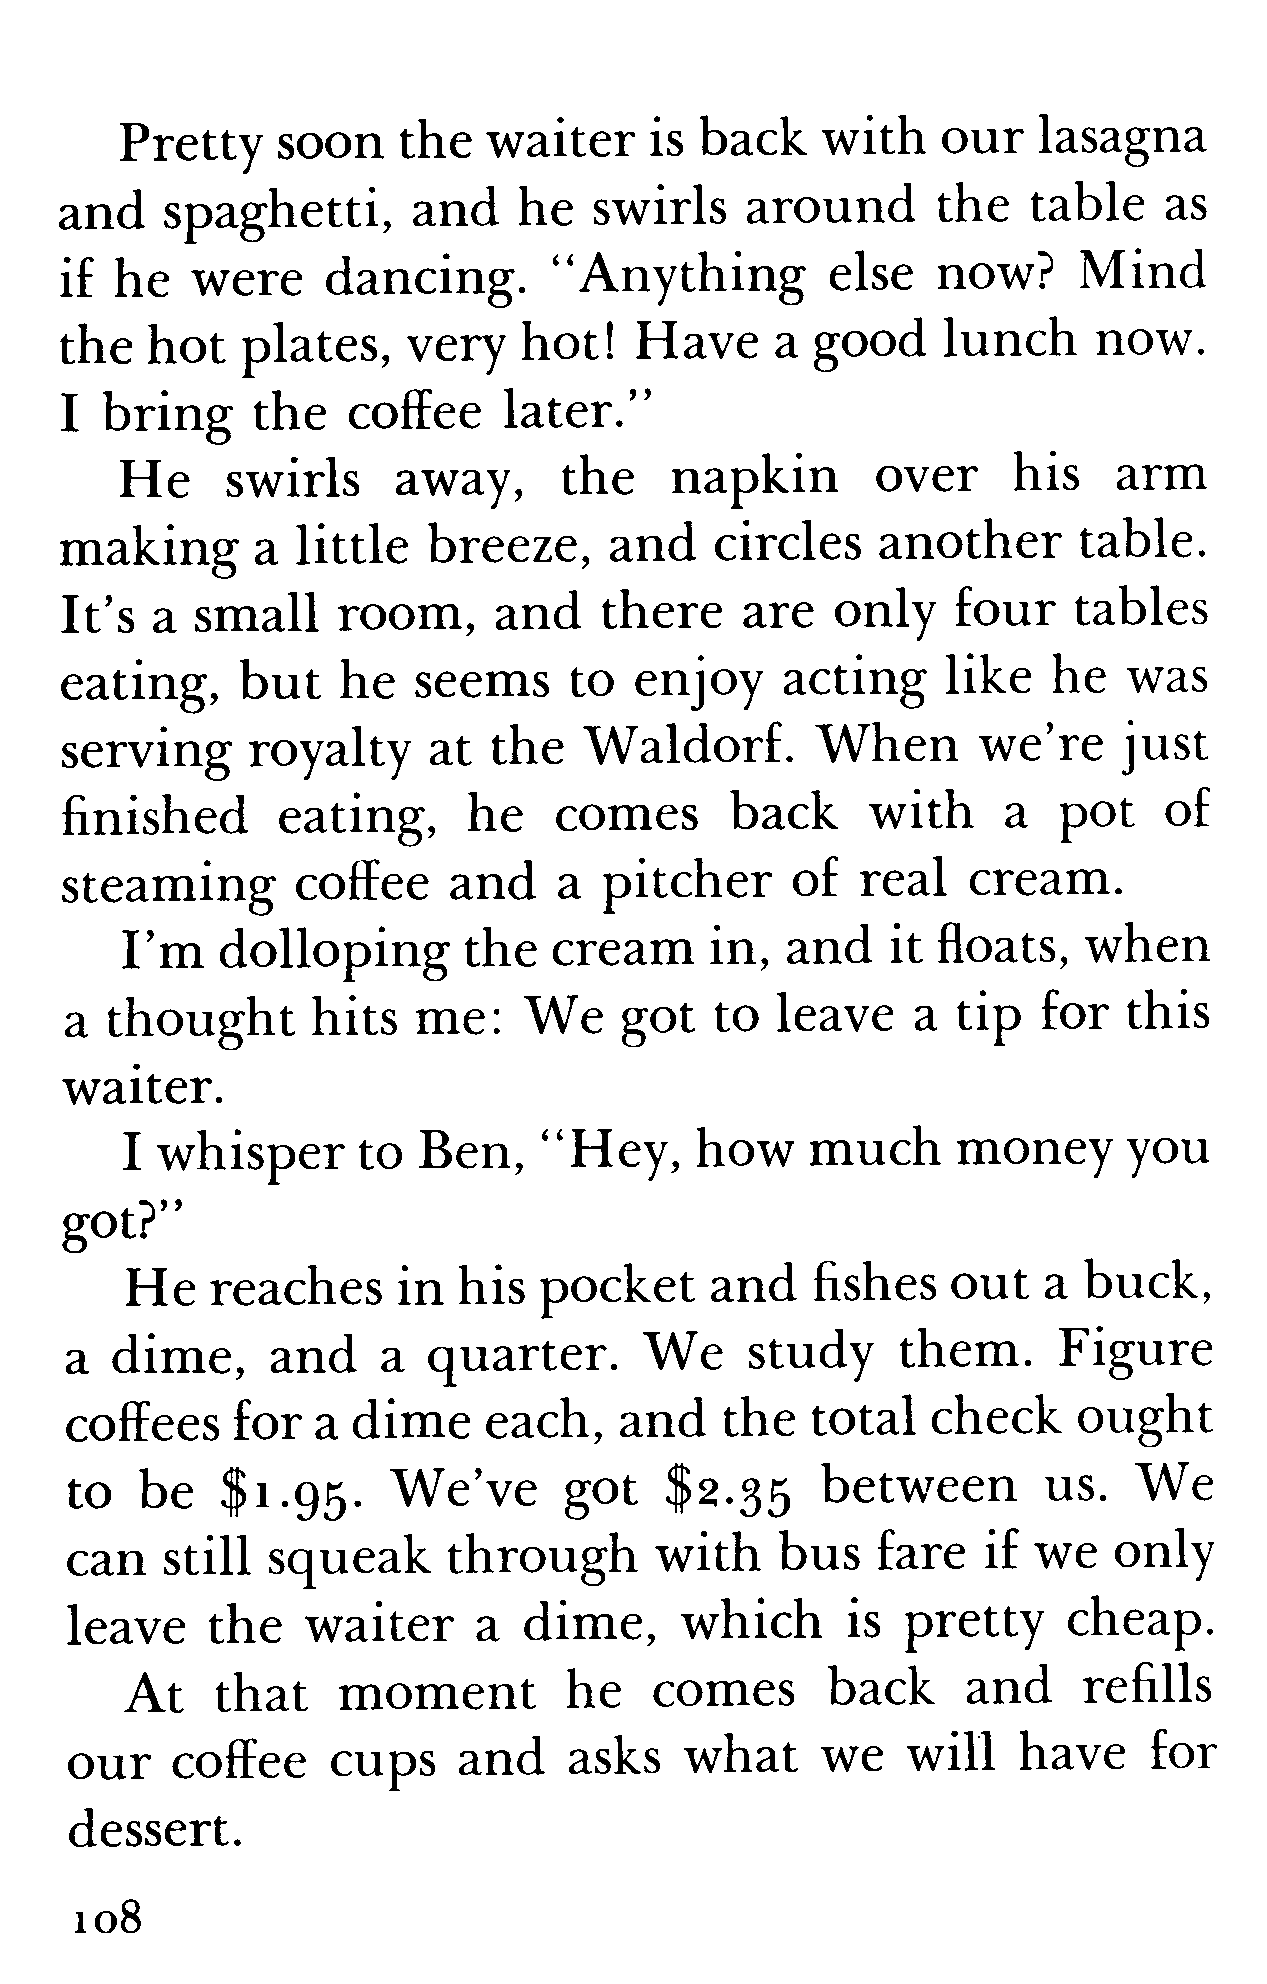 Pretty soon the waiter is back with our lasagna
and spaghetti, and he swirls around the table as
if he were dancing. “Anything else now? Mind
the hot plates, very hot! Have a good lunch now.
I bring the coffee later.”
He swirls away, the napkin over his arm
making a little breeze, and circles another table.
It’s a small room, and there are only four tables
eating, but he seems to enjoy acting like he was
serving royalty at the Waldorf. When we’re just
finished eating, he comes back with a pot of
steaming coffee and a pitcher of real cream.
I’m dolloping the cream in, and it floats, when
a thought hits me: We got to leave a tip for this
waiter.
I whisper to Ben, “Hey, how much money you
got?”
He reaches in his pocket and fishes out a buck,
a dime, and a quarter. We study them. Figure
coffees for a dime each, and the total check ought
to be $1.95. We’ve got $2.35 between us. We
can still squeak through with bus fare if we only
leave the waiter a dime, which is pretty cheap.
At that moment he comes back and refills
our coffee cups and asks what we will have for
dessert.
108